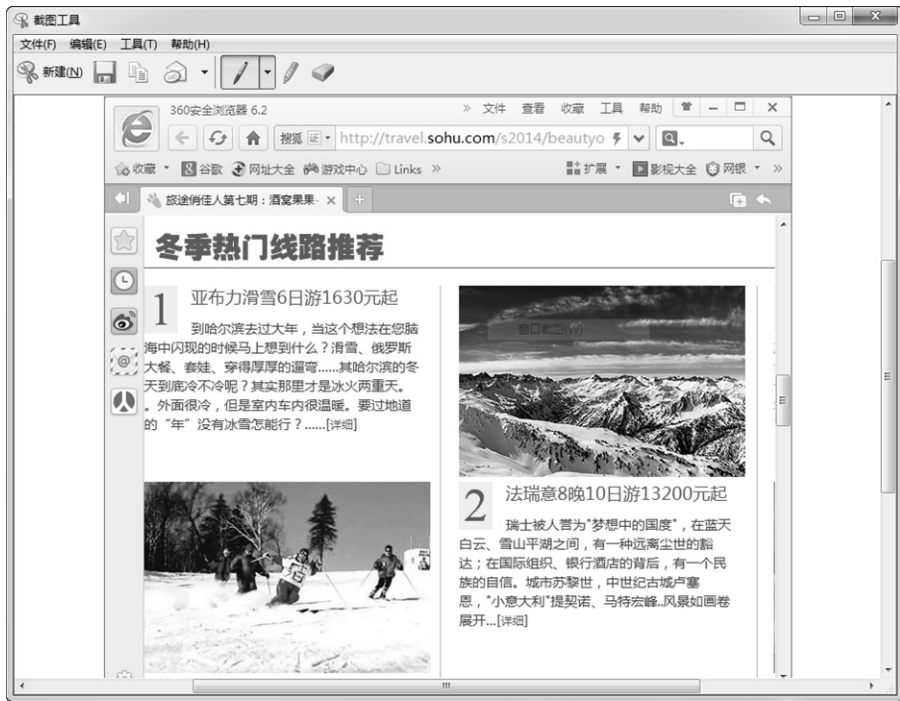 截图工具
文件(F) 编辑(E) 工具(T) 帮助(H)
新建(N)
360安全浏览器 6.2 » 文件 查看 收藏 工具 帮助
搜狐 证 http://travel.sohu.com/s2014/beautyo
收藏 谷歌 网址大全 游戏中心 Links » 扩展 影视大全 网银 »
旅途俏佳人第七期：酒窝果果-
冬季热门线路推荐
1 亚布力滑雪6日游1630元起
到哈尔滨去过大年，当这个想法在您脑
海中闪现的时候马上想到什么？滑雪、俄罗斯
大餐、套娃、穿得厚厚的遛弯……其哈尔滨的冬
天到底冷不冷呢？其实那里才是冰火两重天。
。外面很冷，但是室内车内很温暖。要过地道
的“年”没有冰雪怎能行？……[详细]
窗口截图(W)
2 法瑞意8晚10日游13200元起
瑞士被人誉为"梦想中的国度"，在蓝天
白云、雪山平湖之间，有一种远离尘世的豁
达；在国际组织、银行酒店的背后，有一个民
族的自信。城市苏黎世，中世纪古城卢塞
恩，"小意大利"提契诺、马特宏峰..风景如画卷
展开...[详细]